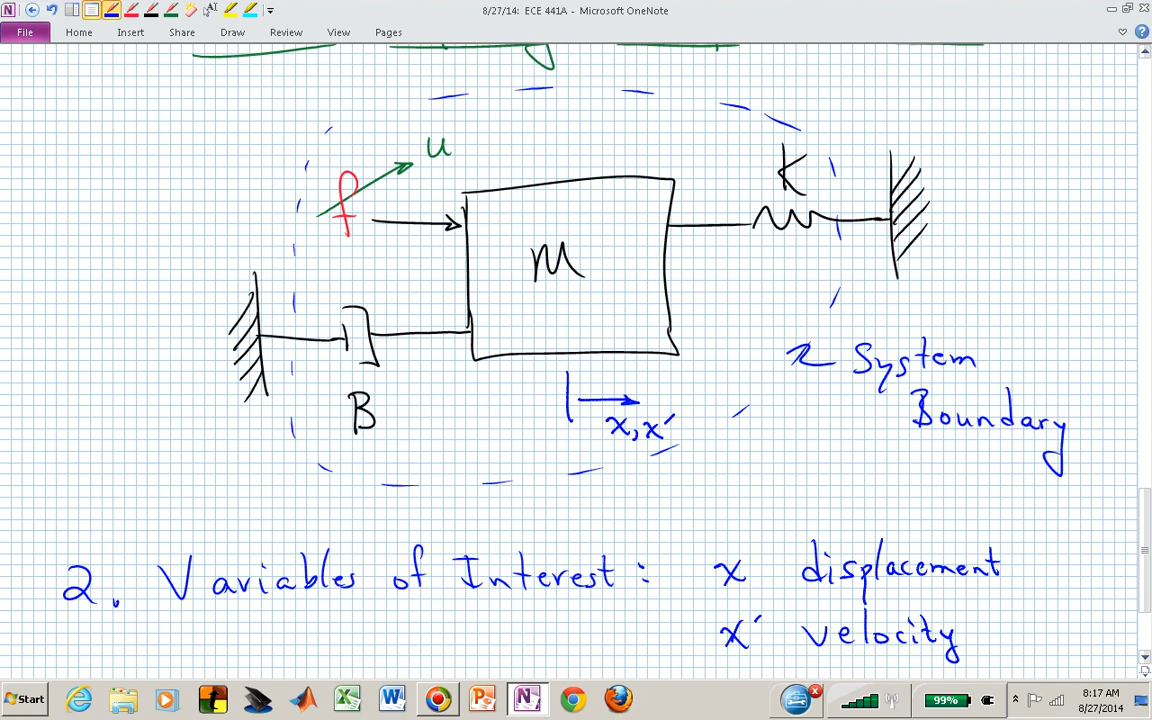 8/27/14: ECE 441A - Microsoft OneNote
File Home Insert Share Draw Review View Pages
u
f
K
M
B
x, x'
System
Boundary
2. Variables of Interest: x displacement
x' velocity
Start
99%
8:17 AM
8/27/2014